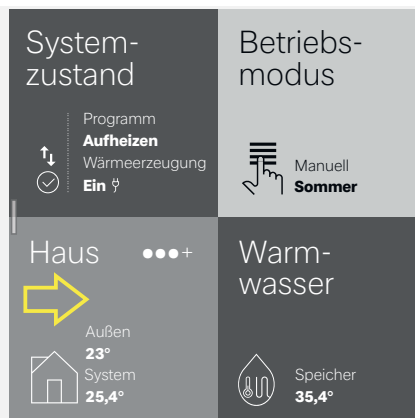 System-
zustand
Programm
Aufheizen
Wärmeerzeugung
Ein
Betriebs-
modus
Manuell
Sommer
Haus
Außen
23°
System
25,4°
Warm-
wasser
Speicher
35,4°